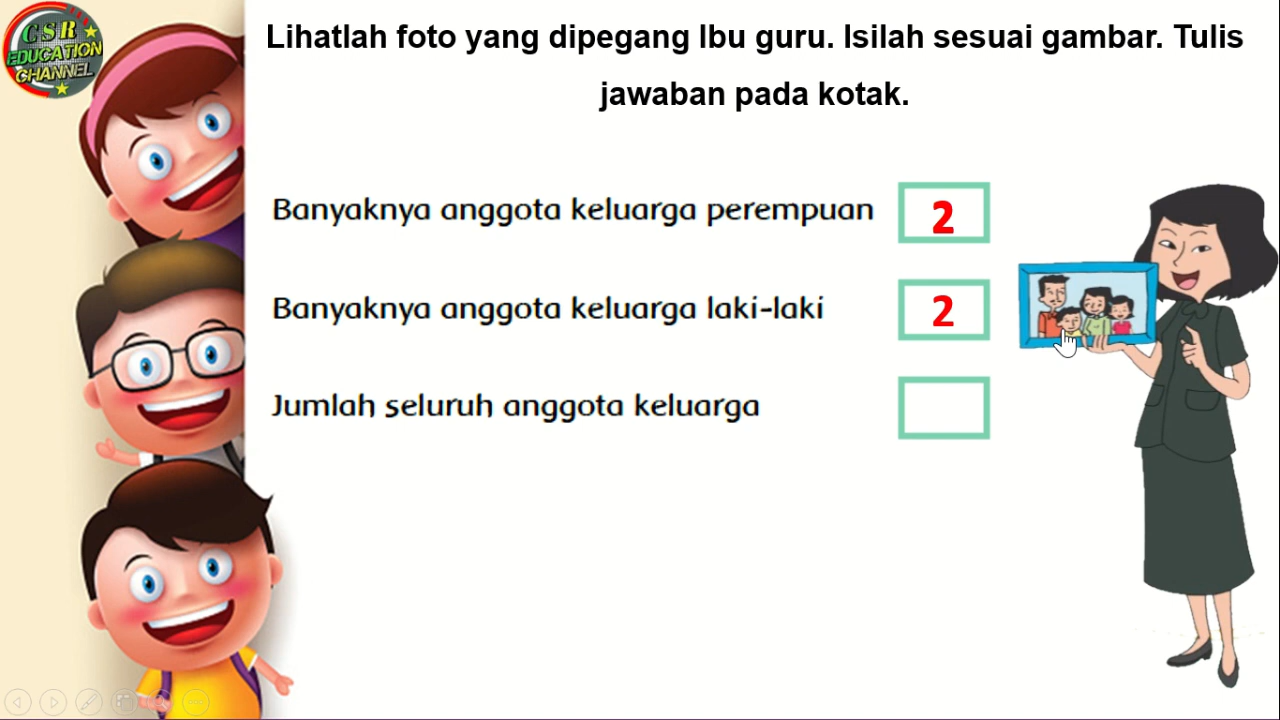 CSR
EDUCATION
CHANNEL
Lihatlah foto yang dipegang Ibu guru. Isilah sesuai gambar. Tulis
jawaban pada kotak.
Banyaknya anggota keluarga perempuan 2
Banyaknya anggota keluarga laki-laki 2
Jumlah seluruh anggota keluarga